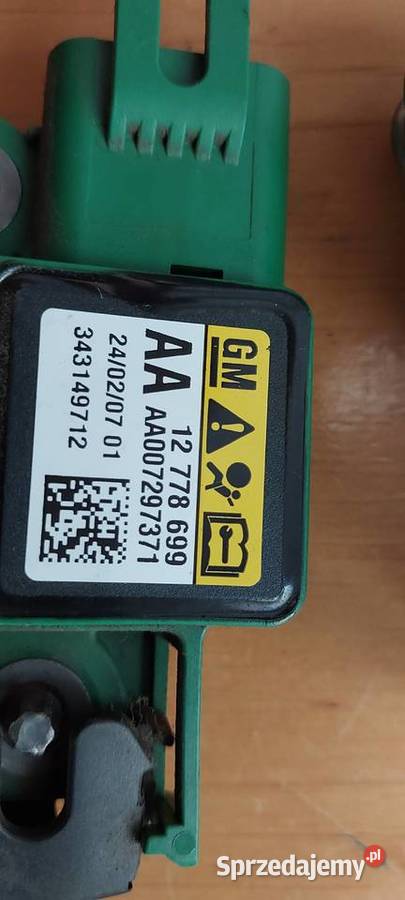 GM
12 778 699
AA AA007297371
24/02/07 01
343149712
Sprzedajemy.pl